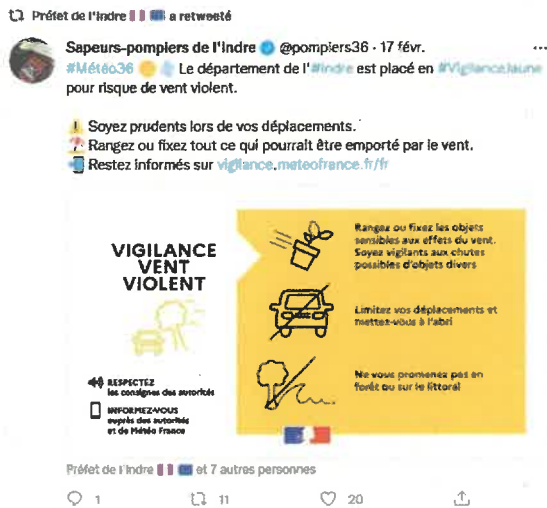 Préfet de l'Indre a retweeté
Sapeurs-pompiers de l'Indre @pompiers36 · 17 févr.
#Météo36 Le département de l'#Indre est placé en #VigilanceJaune
pour risque de vent violent.
Soyez prudents lors de vos déplacements.
Rangez ou fixez tout ce qui pourrait être emporté par le vent.
Restez informés sur vigilance.meteofrance.fr/fr
VIGILANCE
VENT
VIOLENT
RESPECTEZ
les consignes des autorités
INFORMEZ-VOUS
auprès des autorités
et de Météo France
Rangez ou fixez les objets
sensibles aux effets du vent.
Soyez vigilants aux chutes
possibles d'objets divers
Limitez vos déplacements et
mettez-vous à l'abri
Ne vous promenez pas en
forêt ou sur le littoral
Préfet de l'Indre et 7 autres personnes
1
11
20